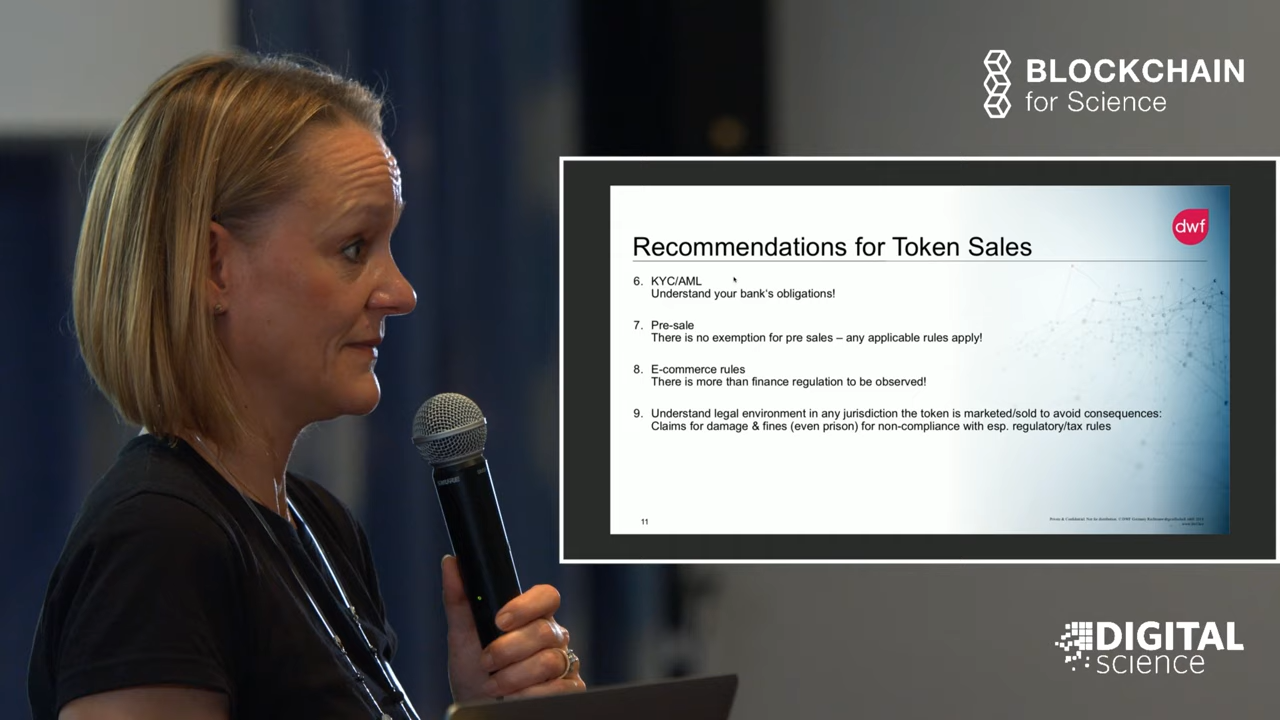 BLOCKCHAIN
for Science
dwf
Recommendations for Token Sales
6. KYC/AML
Understand your bank's obligations!
7. Pre-sale
There is no exemption for pre sales – any applicable rules apply!
8. E-commerce rules
There is more than finance regulation to be observed!
9. Understand legal environment in any jurisdiction the token is marketed/sold to avoid consequences:
Claims for damage & fines (even prison) for non-compliance with esp. regulatory/tax rules
11
DIGITAL
science